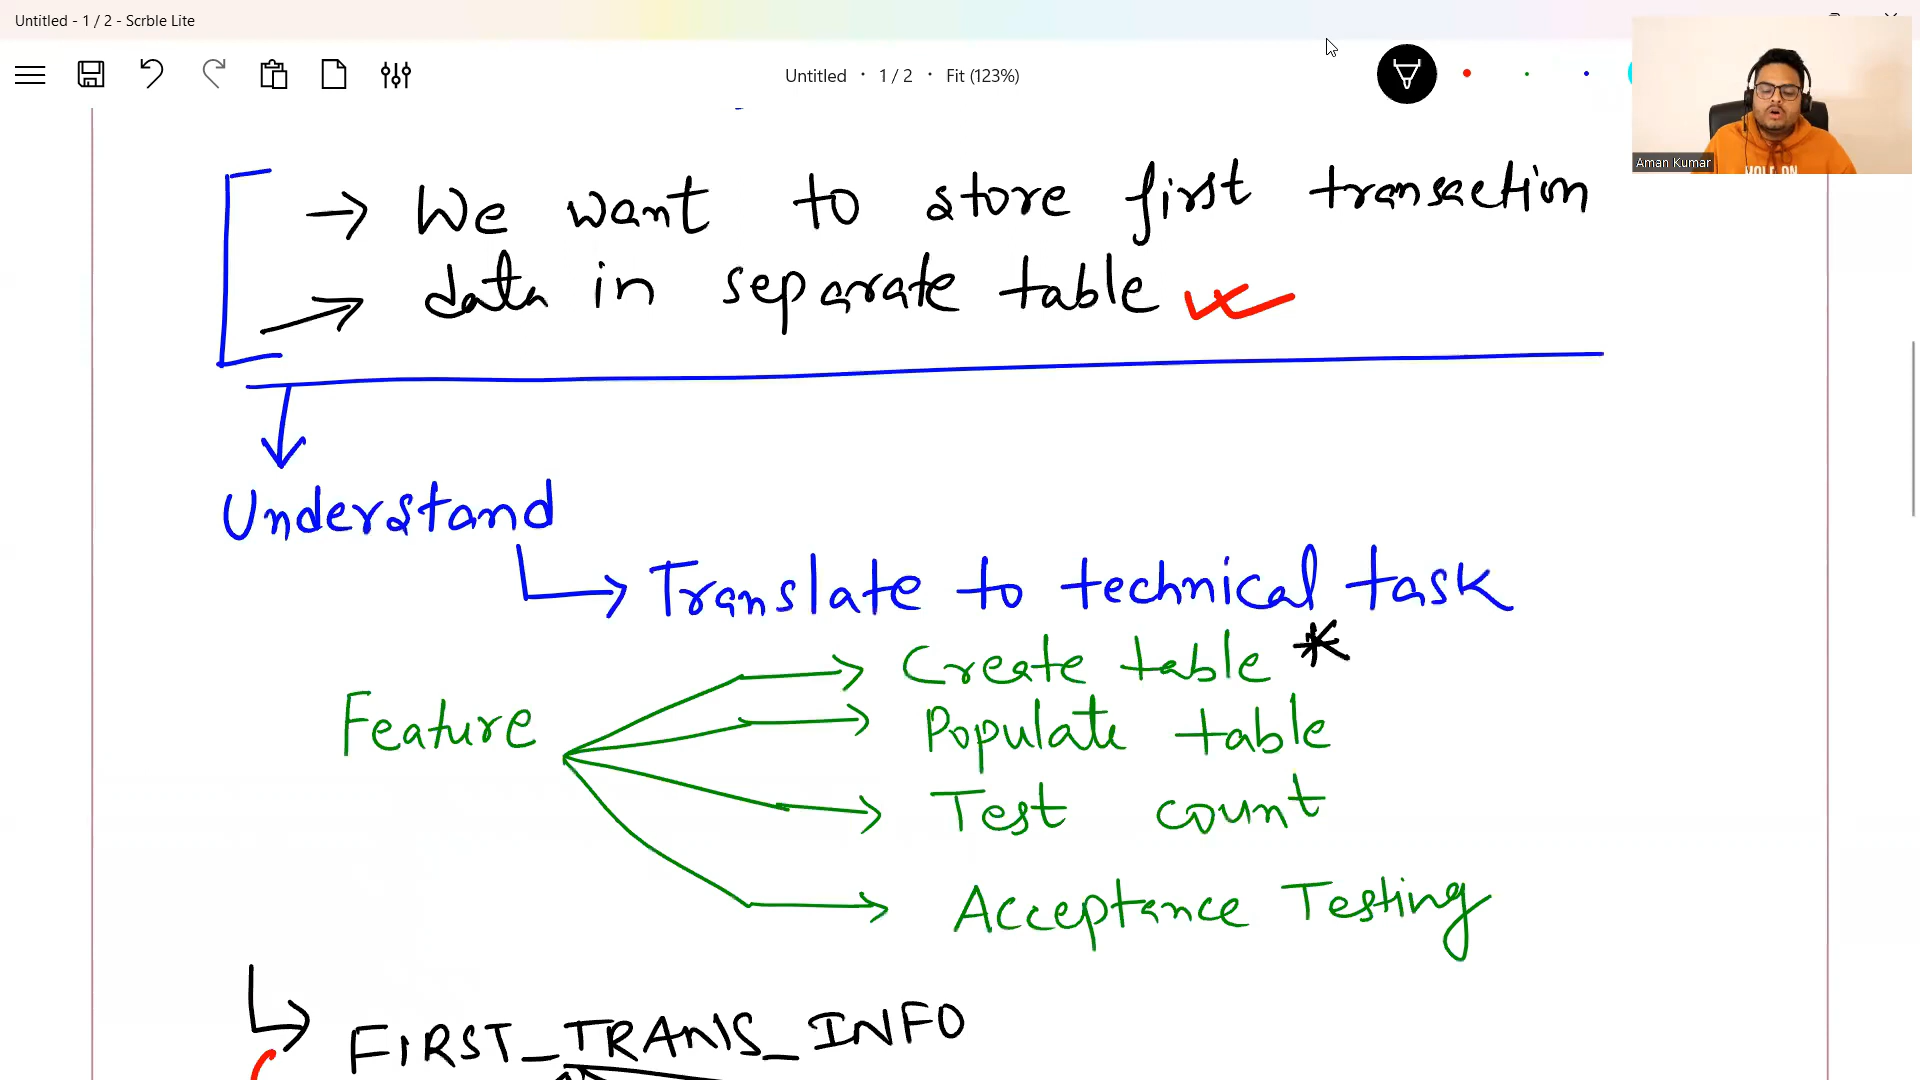 Untitled - 1 / 2 - Scrble Lite
Untitled • 1 / 2 • Fit (123%)
Aman Kumar
→ We want to store first transaction
→ data in separate table
Understand
→ Translate to technical task
Feature
Create table *
Populate table
Test count
Acceptance Testing
FIRST_TRANS_INFO